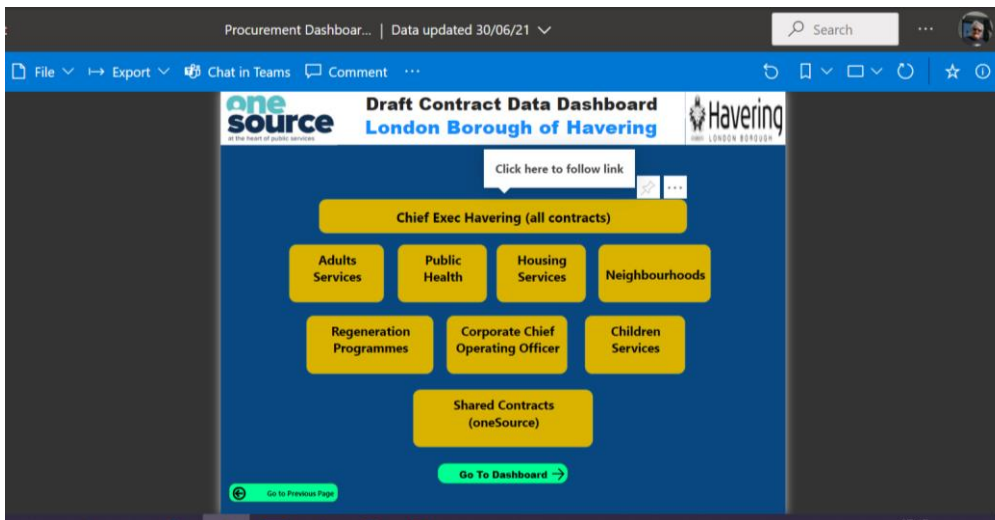 Procurement Dashboar... | Data updated 30/06/21
Search
File
Export
Chat in Teams
Comment
one
source
at the heart of public services
Draft Contract Data Dashboard
London Borough of Havering
Havering
LONDON BOROUGH
Click here to follow link
Chief Exec Havering (all contracts)
Adults
Services
Public
Health
Housing
Services
Neighbourhoods
Regeneration
Programmes
Corporate Chief
Operating Officer
Children
Services
Shared Contracts
(oneSource)
Go To Dashboard
Go to Previous Page